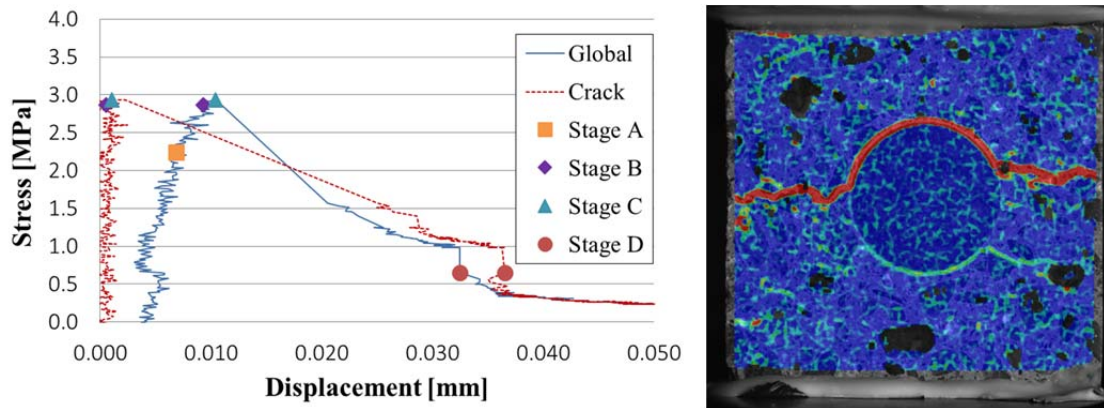 4.0
3.5
3.0
2.5
2.0
1.5
1.0
0.5
0.0
Stress [MPa]
Global
Crack
Stage A
Stage B
Stage C
Stage D
0.000 0.010 0.020 0.030 0.040 0.050
Displacement [mm]